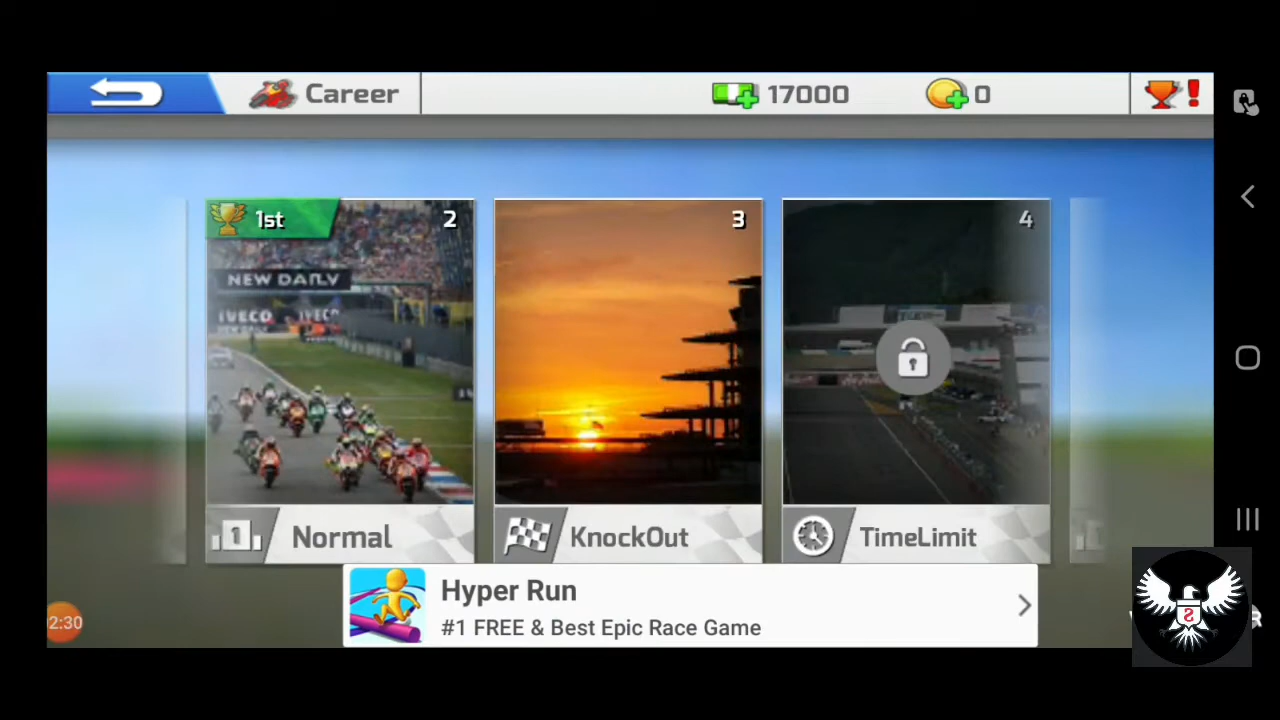 Career
17000
0
!
1st
2
3
4
NEW DAILY
IVECO IVECO
1
Normal
KnockOut
TimeLimit
Hyper Run
#1 FREE & Best Epic Race Game
2:30
S